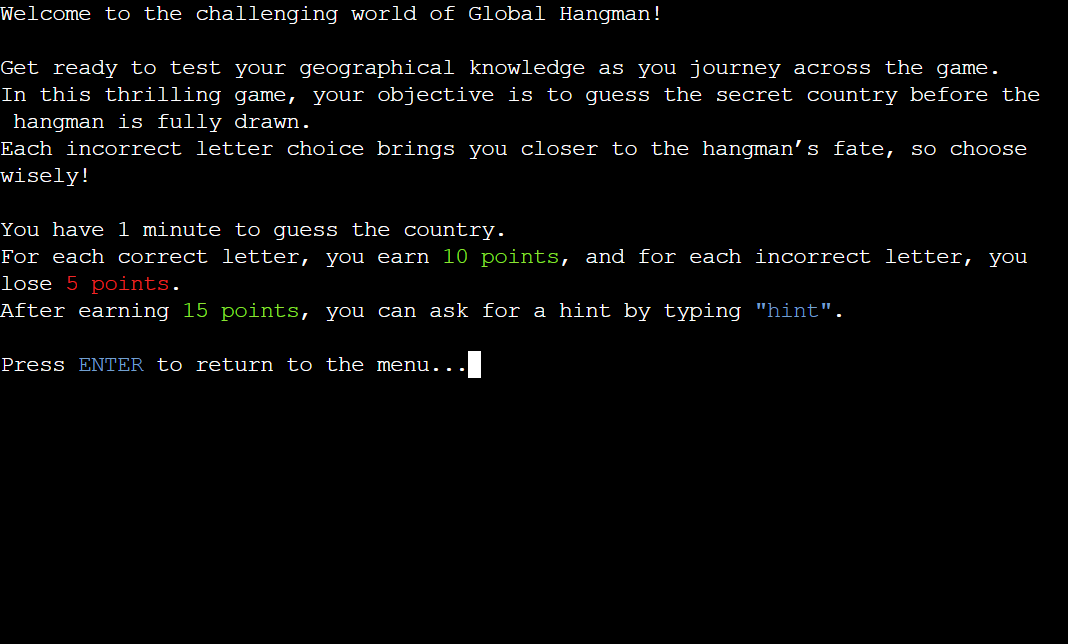 Welcome to the challenging world of Global Hangman!
Get ready to test your geographical knowledge as you journey across the game.
In this thrilling game, your objective is to guess the secret country before the
hangman is fully drawn.
Each incorrect letter choice brings you closer to the hangman's fate, so choose
wisely!
You have 1 minute to guess the country.
For each correct letter, you earn 10 points, and for each incorrect letter, you
lose 5 points.
After earning 15 points, you can ask for a hint by typing "hint".
Press ENTER to return to the menu...